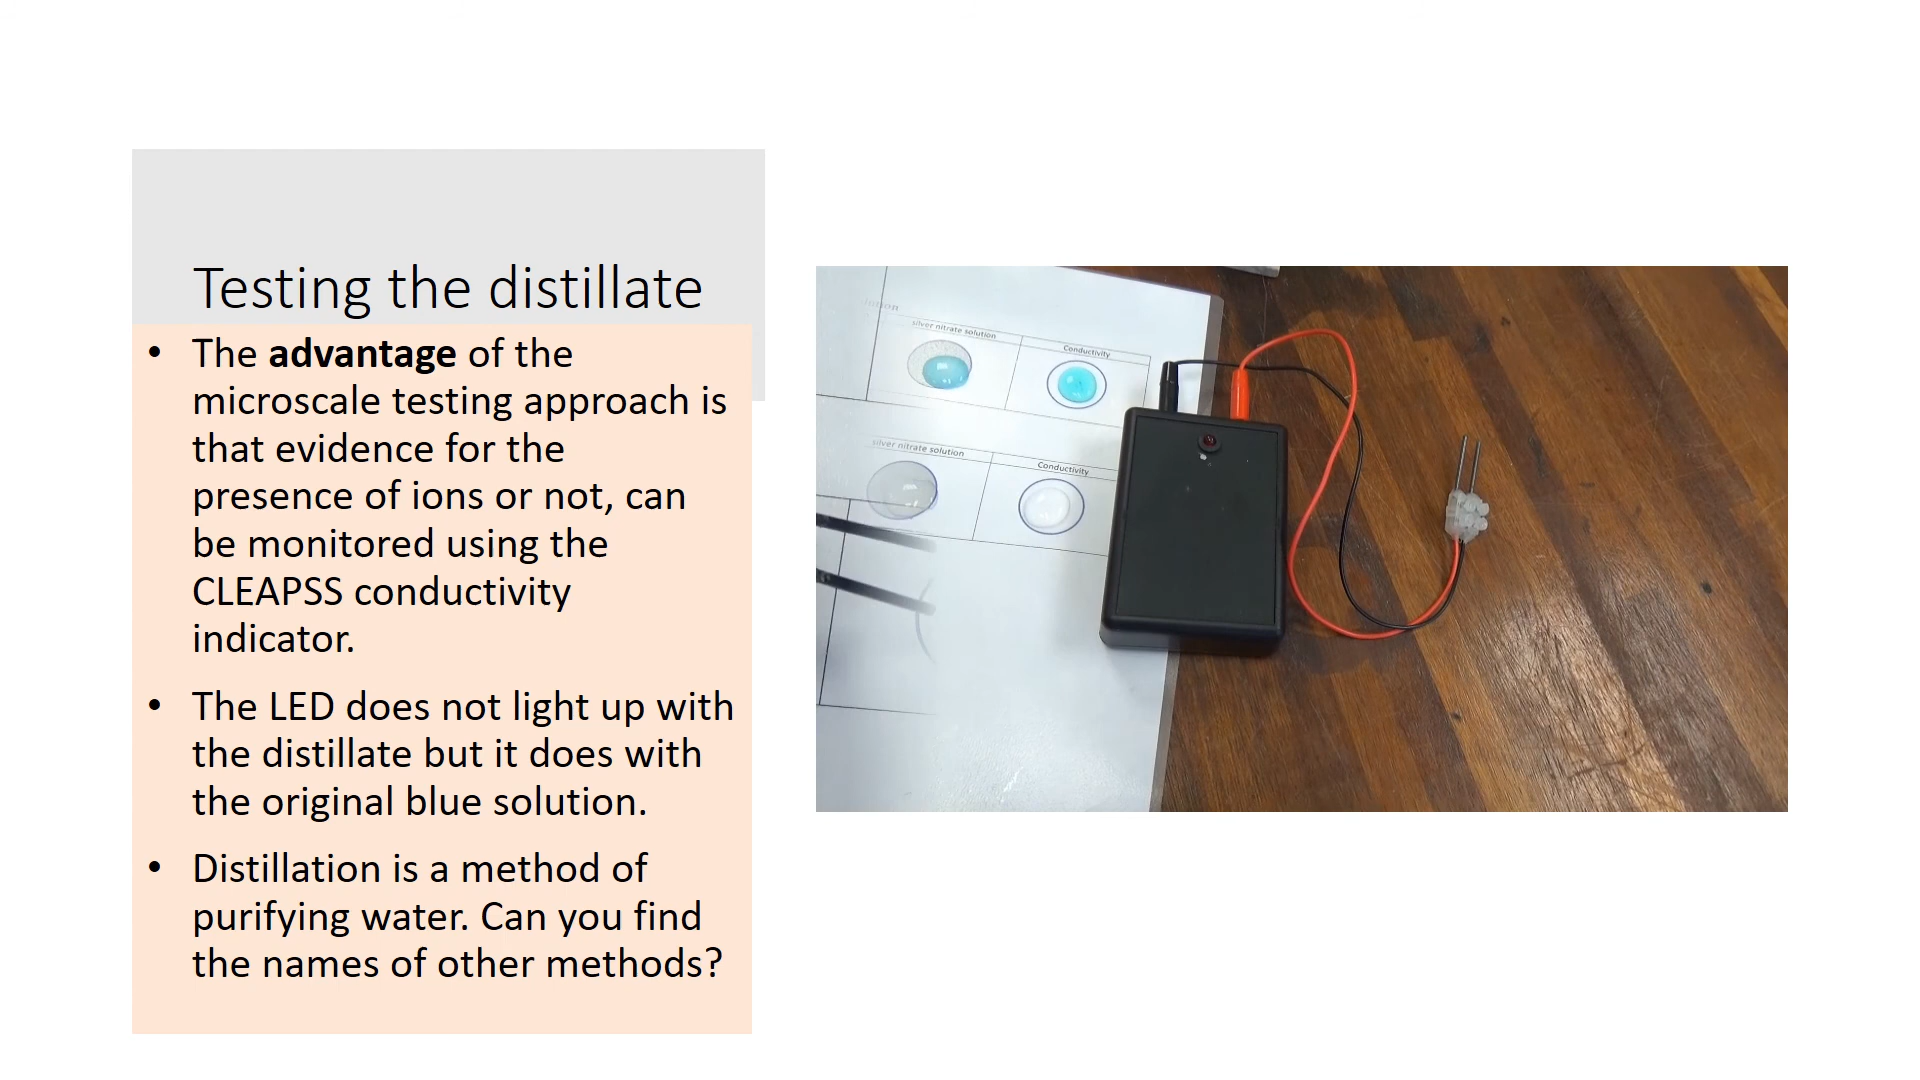 Testing the distillate
• The advantage of the
microscale testing approach is
that evidence for the
presence of ions or not, can
be monitored using the
CLEAPSS conductivity
indicator.
• The LED does not light up with
the distillate but it does with
the original blue solution.
• Distillation is a method of
purifying water. Can you find
the names of other methods?
silver nitrate solution
Conductivity
silver nitrate solution
Conductivity